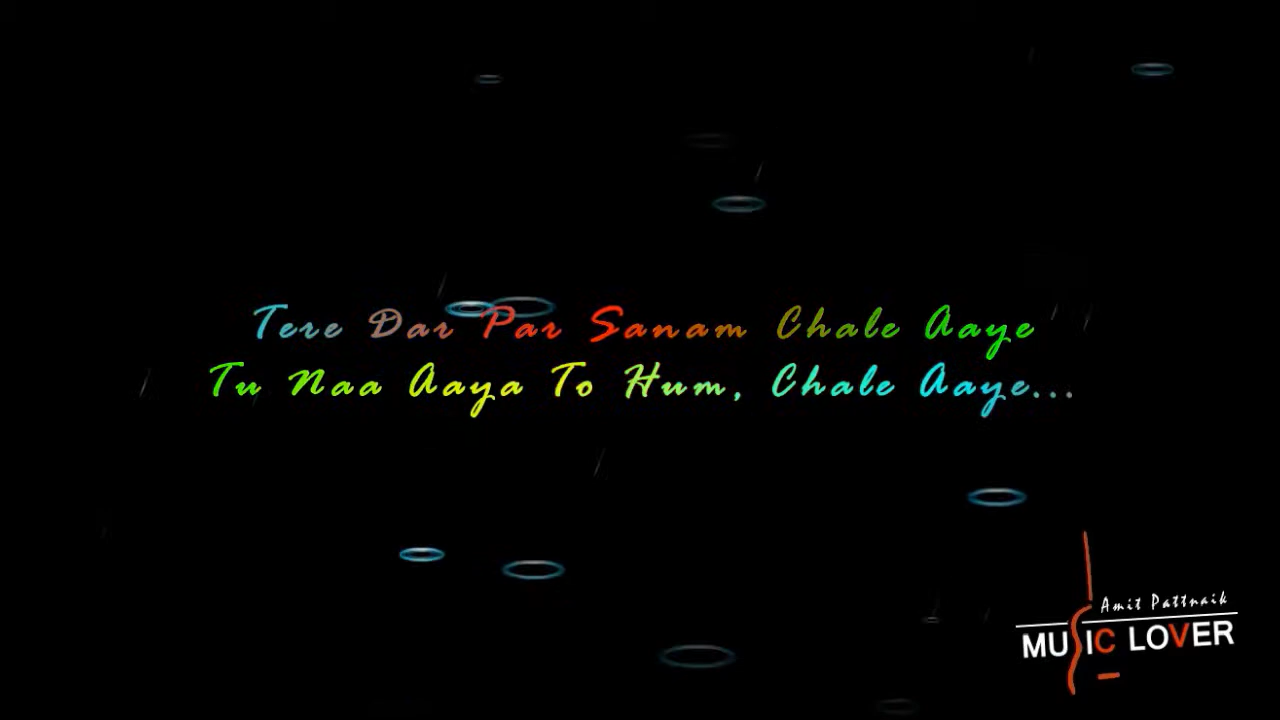 Tere Dar Par Sanam Chale Aaye
Tu Naa Aaya To Hum, Chale Aaye...
Amit Pattnaik
MUSIC LOVER